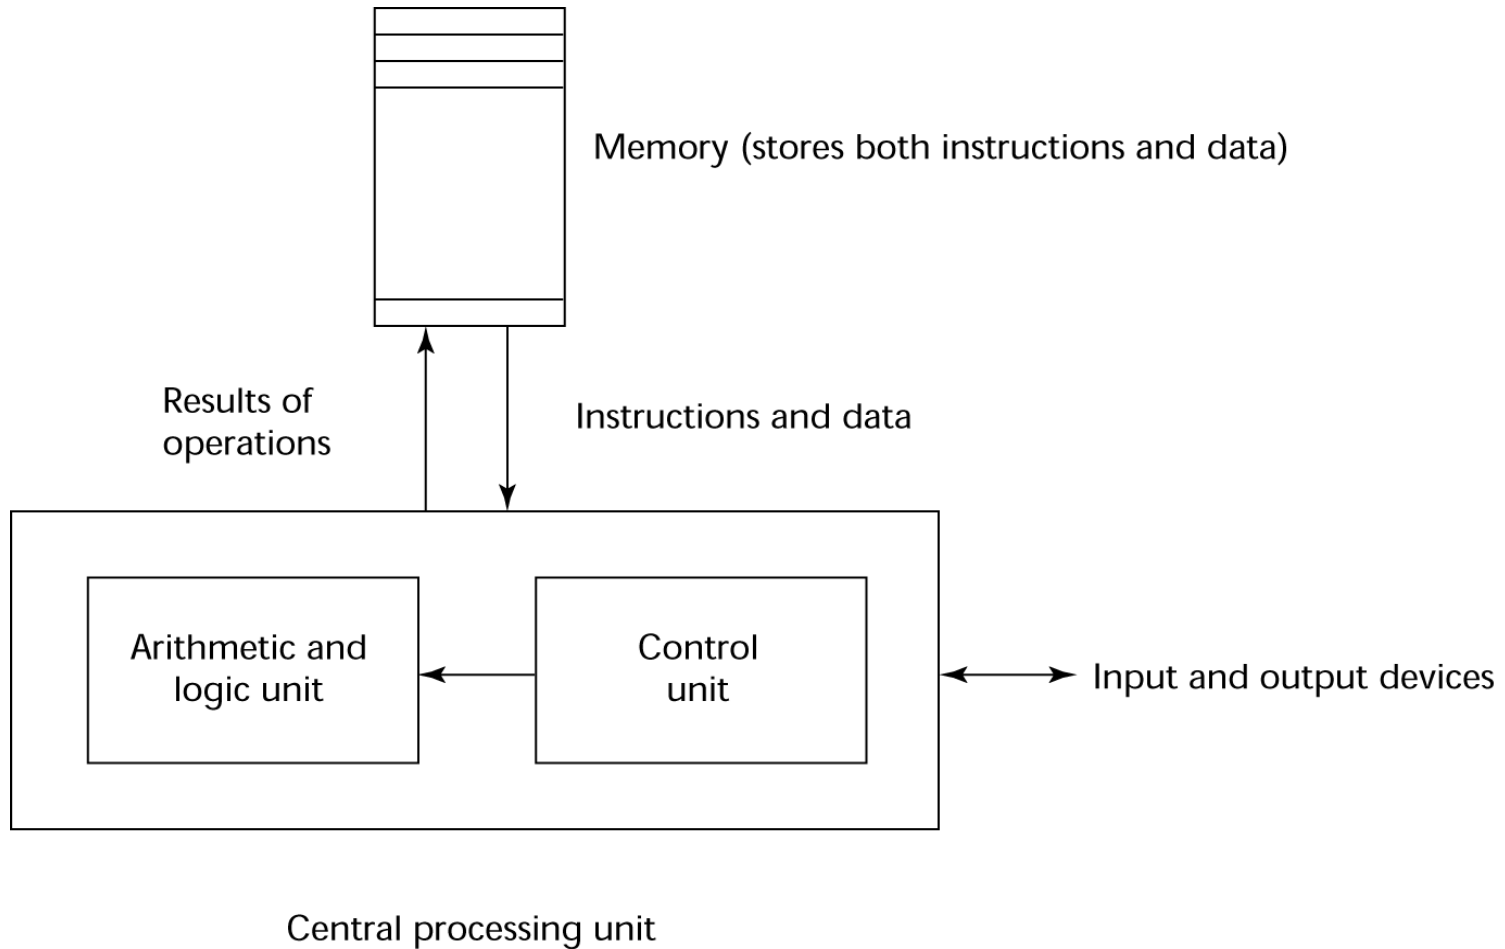 Memory (stores both instructions and data)
Results of
operations
Instructions and data
Arithmetic and
logic unit
Control
unit
Input and output devices
Central processing unit